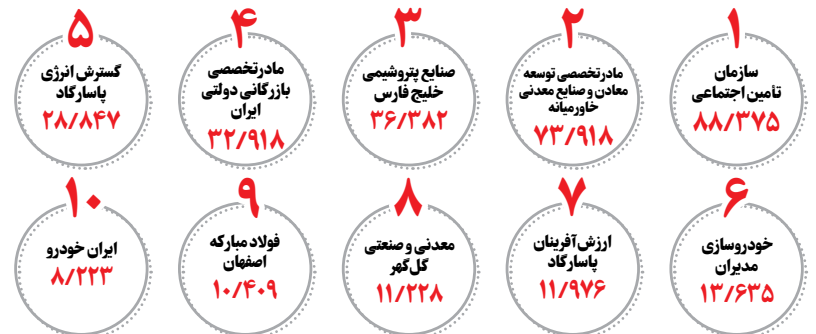 ۱
سازمان
تأمین اجتماعی
۸۸/۳۷۵
۲
مادرتخصصی توسعه
معادن و صنایع معدنی
خاورمیانه
۷۳/۹۱۸
۳
صنایع پتروشیمی
خلیج فارس
۳۶/۳۸۲
۴
مادرتخصصی
بازرگانی دولتی
ایران
۳۲/۹۱۸
۵
گسترش انرژی
پاسارگاد
۲۸/۸۴۷
۶
خودروسازی
مدیران
۱۳/۶۳۵
۷
ارزش‌آفرینان
پاسارگاد
۱۱/۹۷۶
۸
معدنی و صنعتی
گل‌گهر
۱۱/۲۲۸
۹
فولاد مبارکه
اصفهان
۱۰/۴۰۹
۱۰
ایران خودرو
۸/۲۲۳